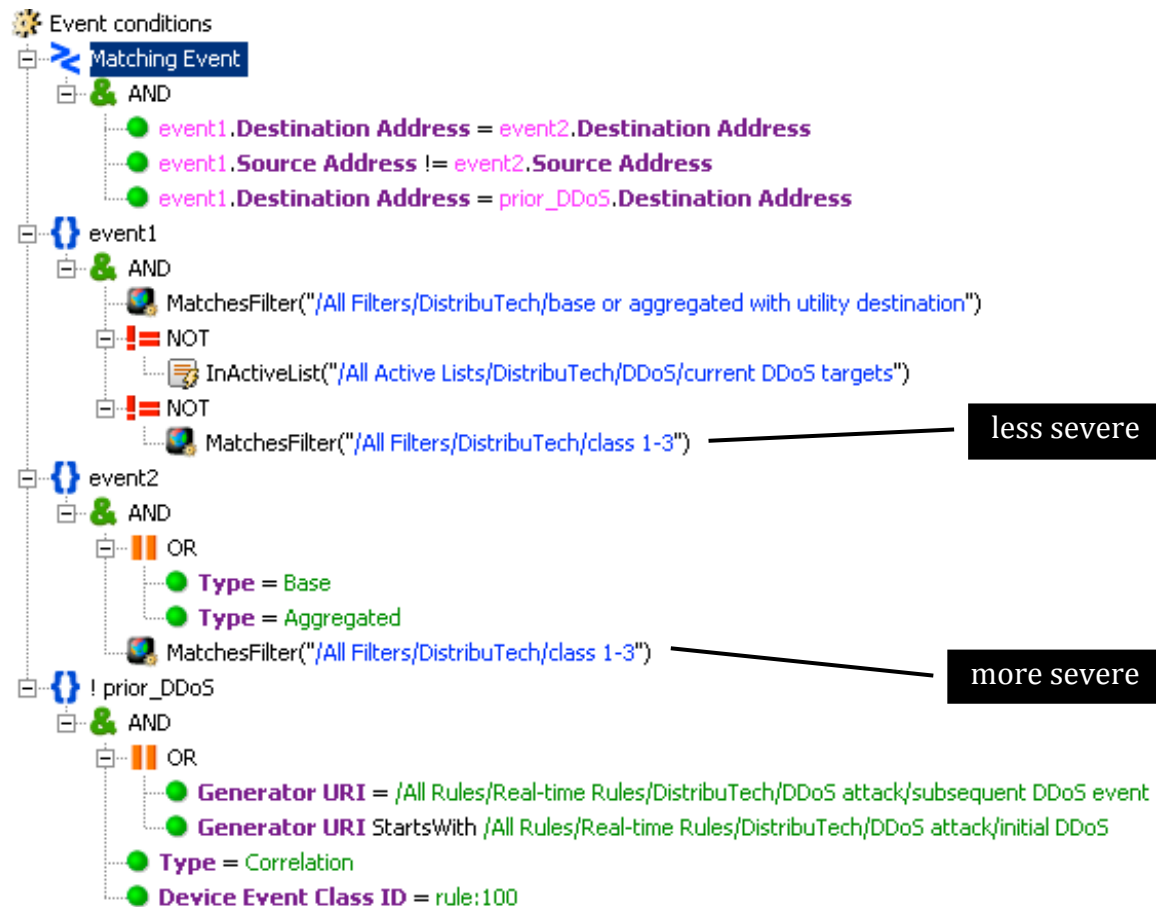 Event conditions
Matching Event
& AND
event1.Destination Address = event2.Destination Address
event1.Source Address != event2.Source Address
event1.Destination Address = prior_DDoS.Destination Address
{} event1
& AND
MatchesFilter("/All Filters/DistribuTech/base or aggregated with utility destination")
!= NOT
InActiveList("/All Active Lists/DistribuTech/DDoS/current DDoS targets")
!= NOT
MatchesFilter("/All Filters/DistribuTech/class 1-3")
less severe
{} event2
& AND
OR
Type = Base
Type = Aggregated
MatchesFilter("/All Filters/DistribuTech/class 1-3")
more severe
{} ! prior_DDoS
& AND
OR
Generator URI = /All Rules/Real-time Rules/DistribuTech/DDoS attack/subsequent DDoS event
Generator URI StartsWith /All Rules/Real-time Rules/DistribuTech/DDoS attack/initial DDoS
Type = Correlation
Device Event Class ID = rule:100